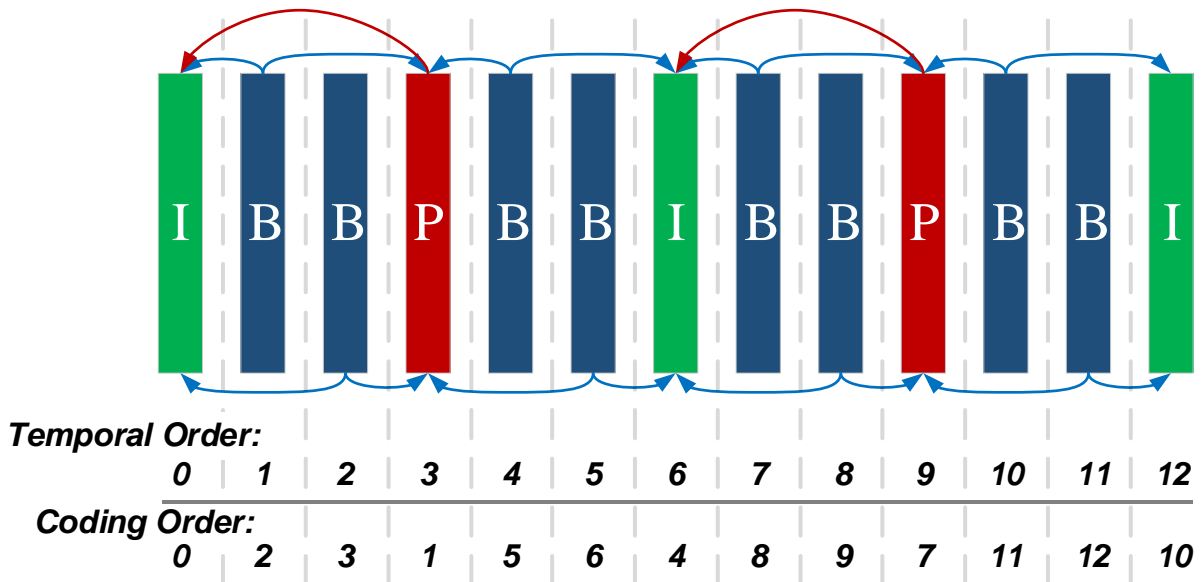 I B B P B B I B B P B B I
Temporal Order:
0 1 2 3 4 5 6 7 8 9 10 11 12
Coding Order:
0 2 3 1 5 6 4 8 9 7 11 12 10